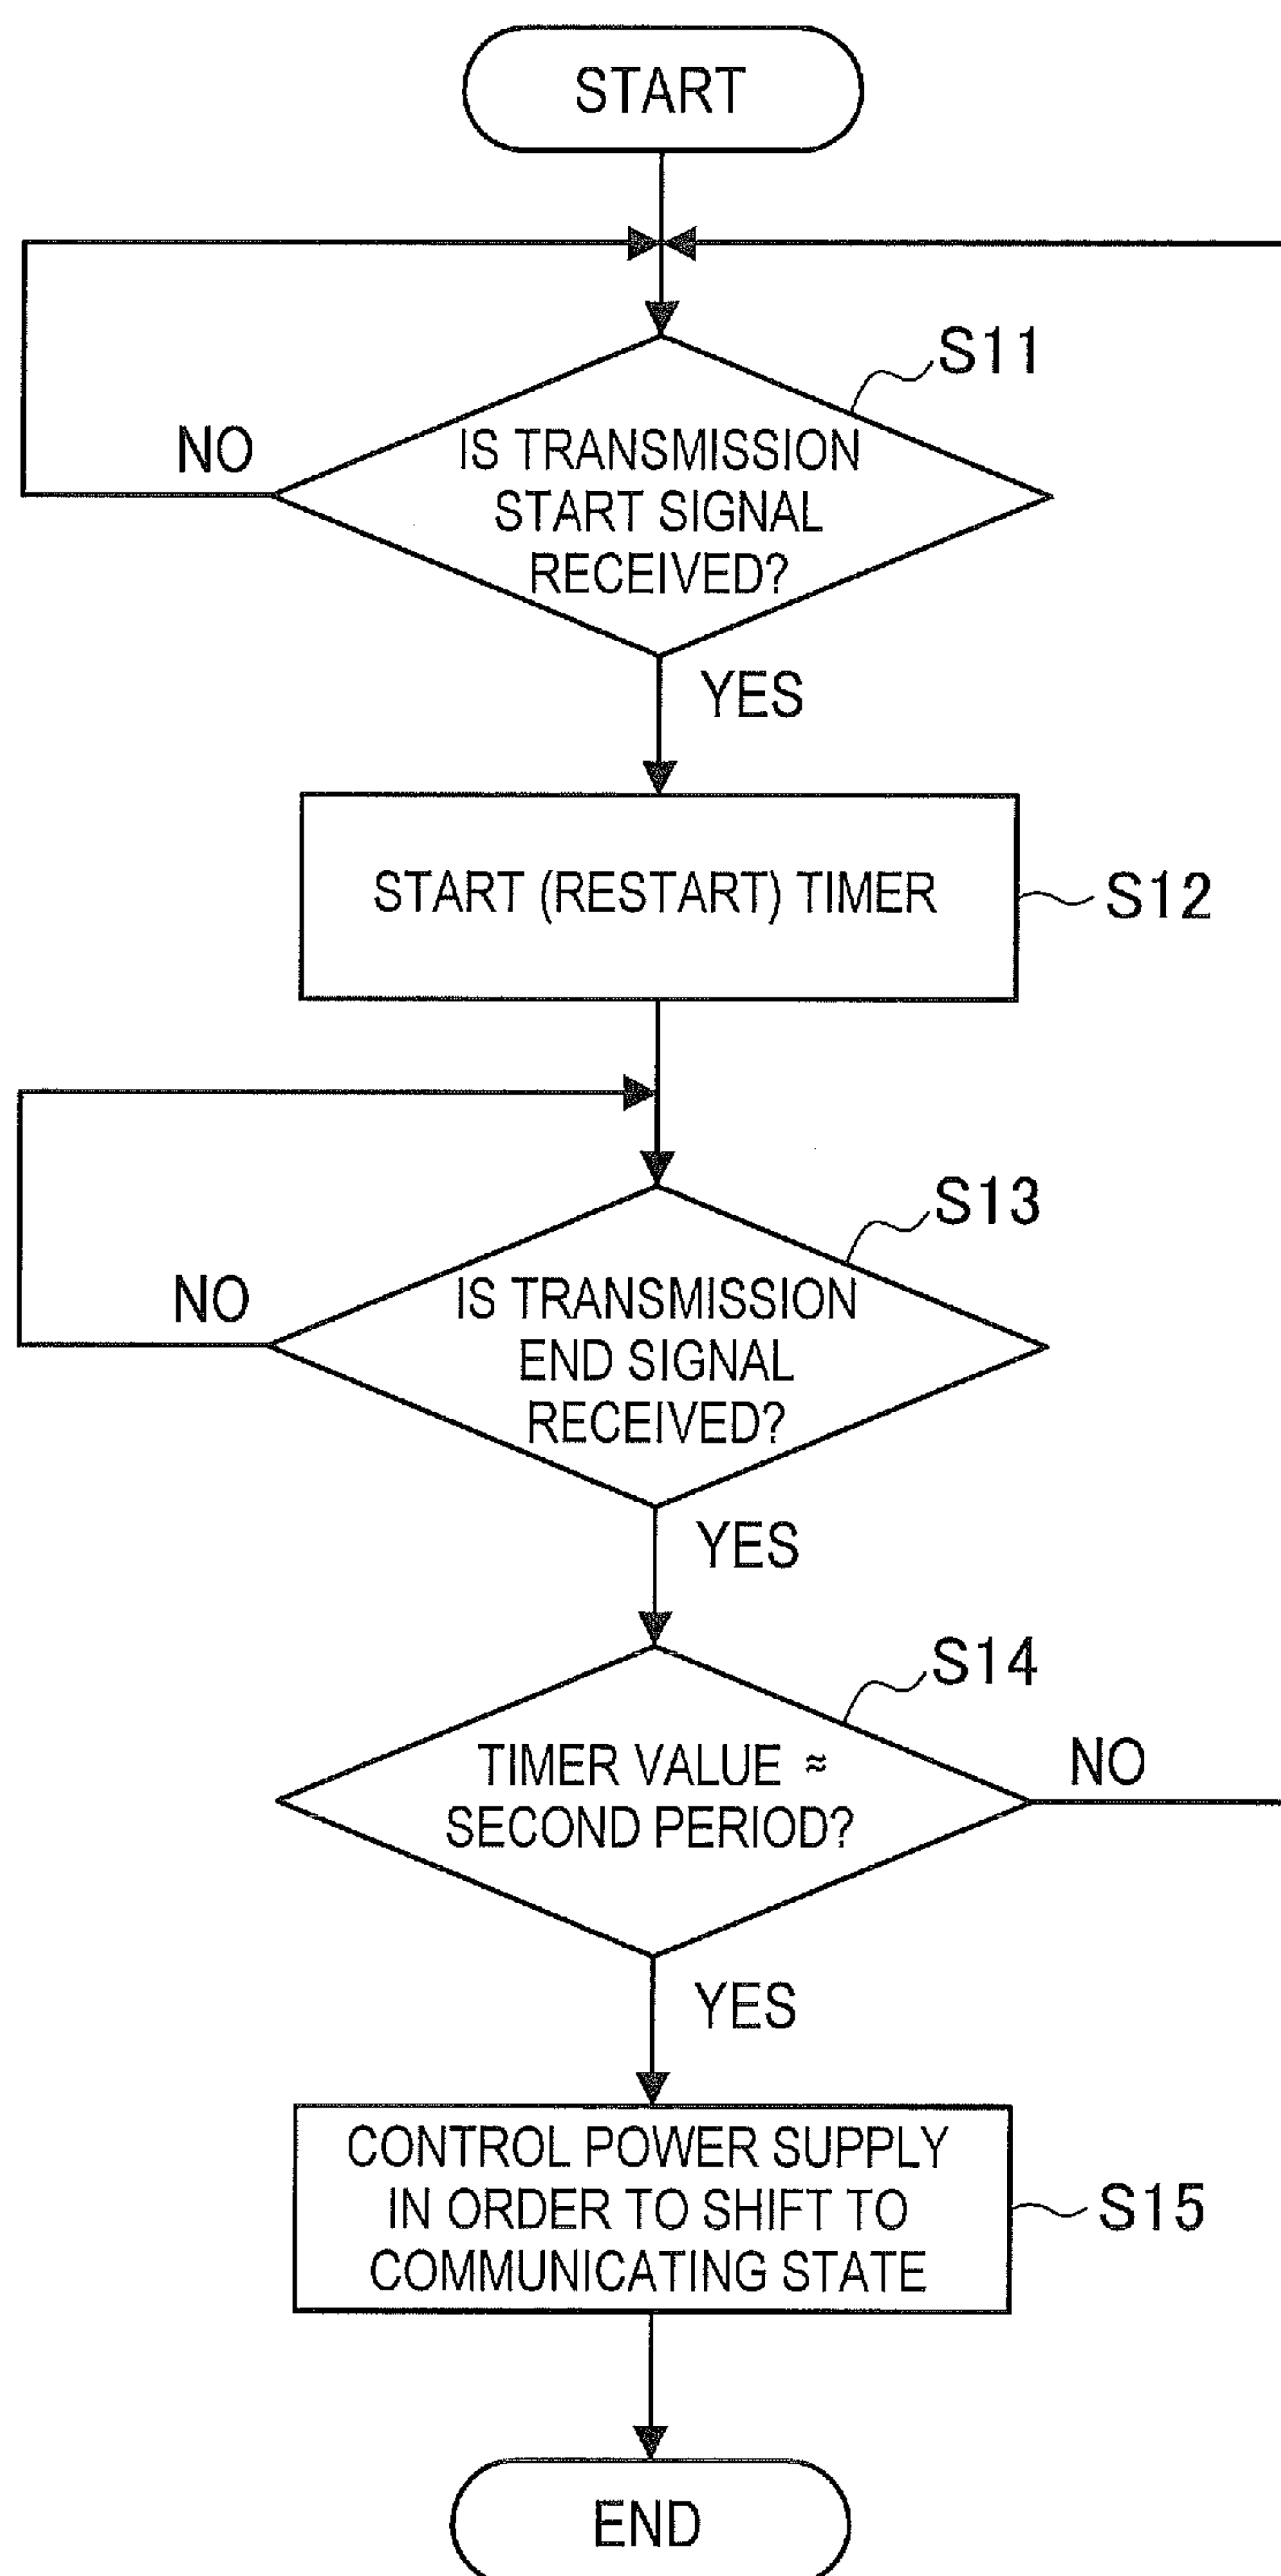 START
S11
NO
IS TRANSMISSION
START SIGNAL
RECEIVED?
YES
START (RESTART) TIMER
S12
S13
NO
IS TRANSMISSION
END SIGNAL
RECEIVED?
YES
S14
TIMER VALUE ≈
SECOND PERIOD?
NO
YES
CONTROL POWER SUPPLY
IN ORDER TO SHIFT TO
COMMUNICATING STATE
S15
END